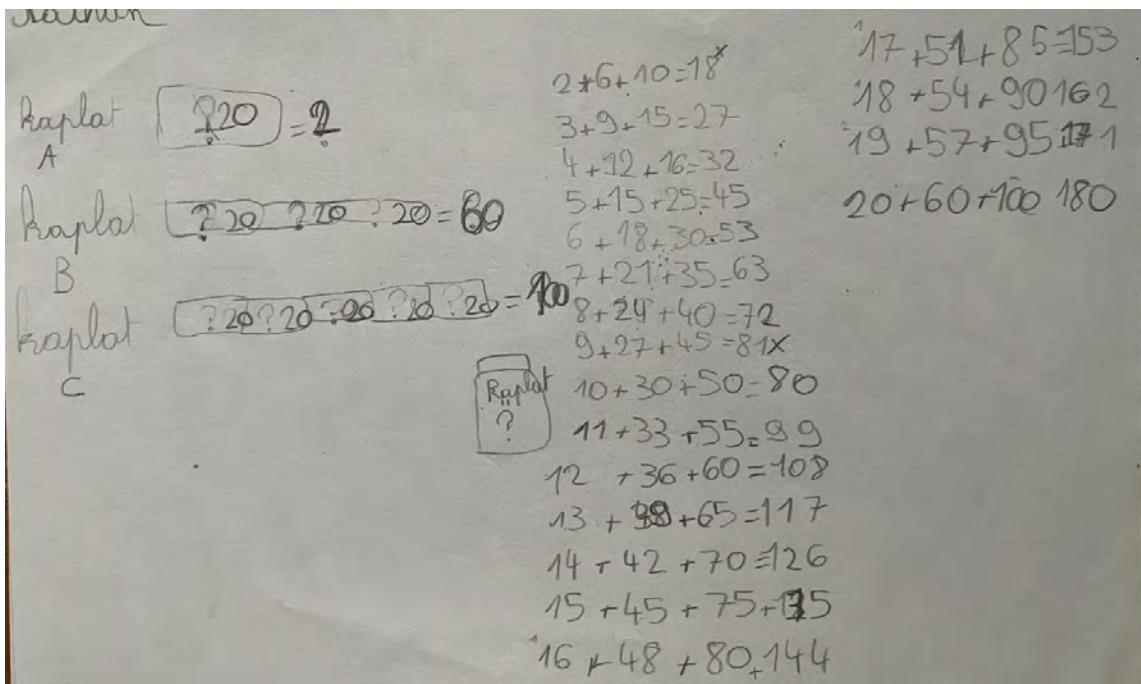 kaplat ?20 = ?
A
kaplat ?20 ?20 ?20 = 60
B
kaplat ?20 ?20 ?20 ?20 ?20 = 100
C
Kaplat
?
2+6+10=18x
3+9+15=27
4+12+16=32
5+15+25=45
6+18+30=53
7+21+35=63
8+24+40=72
9+27+45=81x
10+30+50=80
11+33+55=99
12 +36+60=108
13 + 39+65=117
14 + 42 + 70=126
15 +45 + 75+135
16 + 48 + 80+144
17+51+85=153
18 +54+90 162
19+57+95 171
20+60+100 180